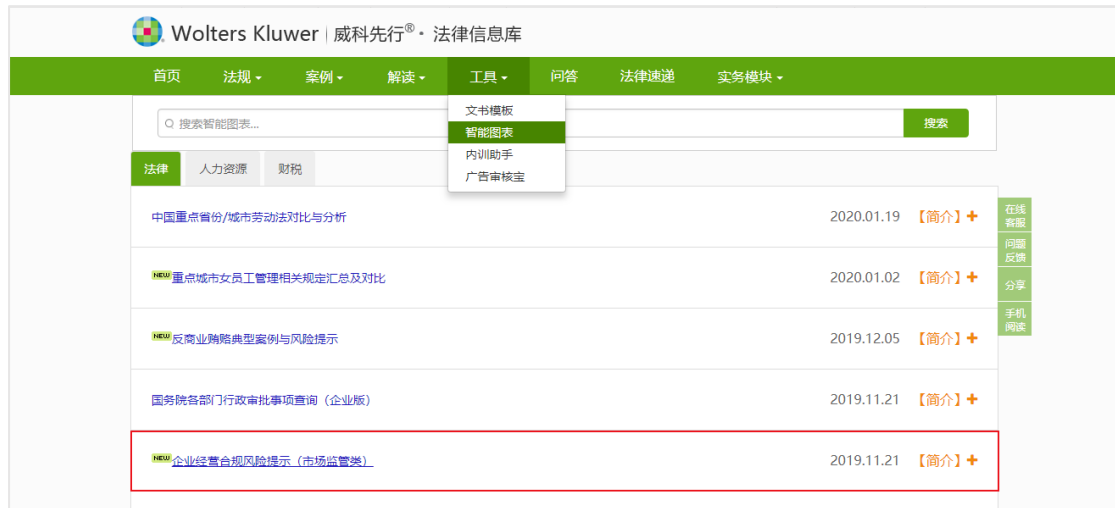 Wolters Kluwer | 威科先行®・法律信息库
首页 法规 案例 解读 工具 问答 法律速递 实务模块
文书模板
智能图表
内训助手
广告审核宝
搜索智能图表... 搜索
法律 人力资源 财税
中国重点省份/城市劳动法对比与分析 2020.01.19 【简介】+
NEW 重点城市女员工管理相关规定汇总及对比 2020.01.02 【简介】+
NEW 反商业贿赂典型案例与风险提示 2019.12.05 【简介】+
国务院各部门行政审批事项查询（企业版） 2019.11.21 【简介】+
NEW 企业经营合规风险提示（市场监管类） 2019.11.21 【简介】+
在线
客服
问题
反馈
分享
手机
阅读